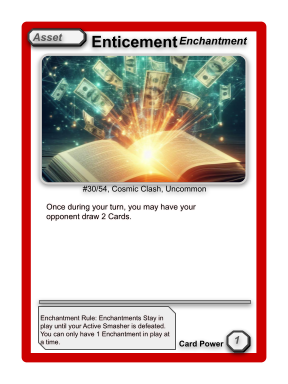 Asset
Enticement Enchantment
#30/54, Cosmic Clash, Uncommon
Once during your turn, you may have your
opponent draw 2 Cards.
Enchantment Rule: Enchantments Stay in
play until your Active Smasher is defeated.
You can only have 1 Enchantment in play at
a time.
Card Power 1